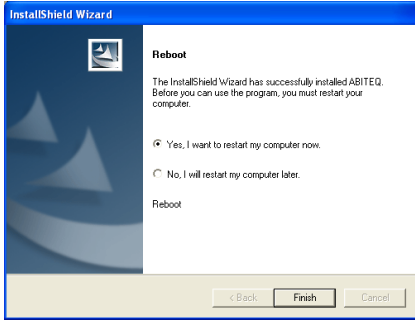 InstallShield Wizard
Reboot
The InstallShield Wizard has successfully installed ABITEQ.
Before you can use the program, you must restart your
computer.
Yes, I want to restart my computer now.
No, I will restart my computer later.
Reboot
< Back Finish Cancel